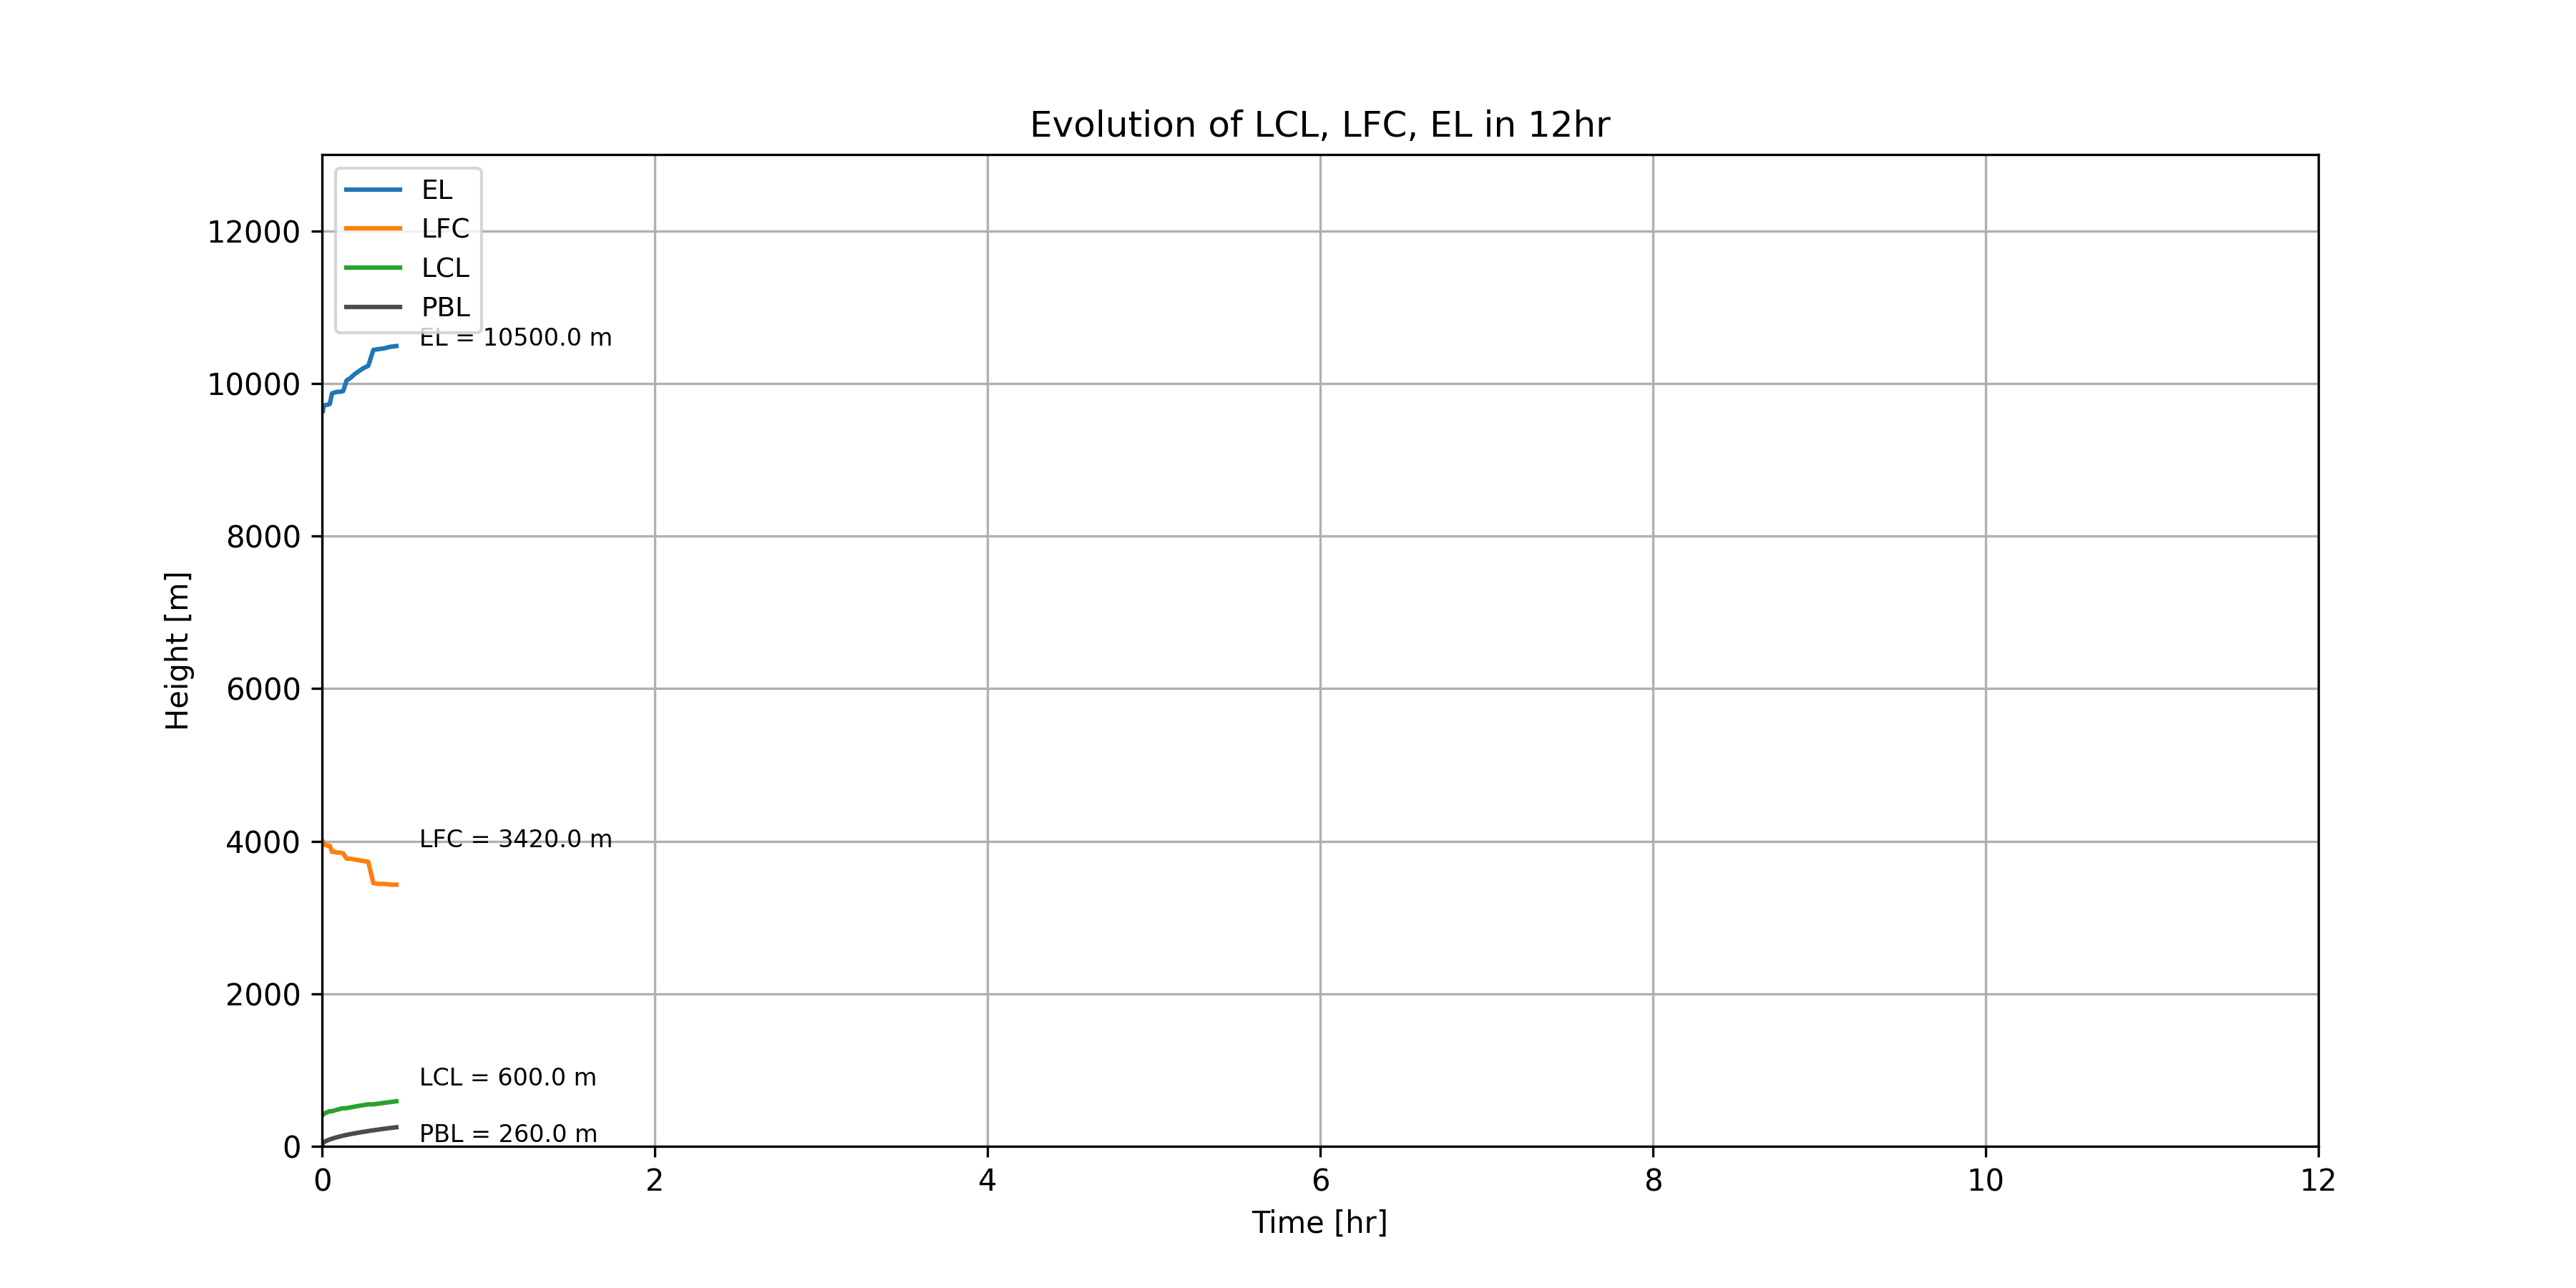 Evolution of LCL, LFC, EL in 12hr
EL
LFC
LCL
PBL
EL = 10500.0 m
LFC = 3420.0 m
LCL = 600.0 m
PBL = 260.0 m
12000
10000
8000
6000
4000
2000
0
Height [m]
0 2 4 6 8 10 12
Time [hr]